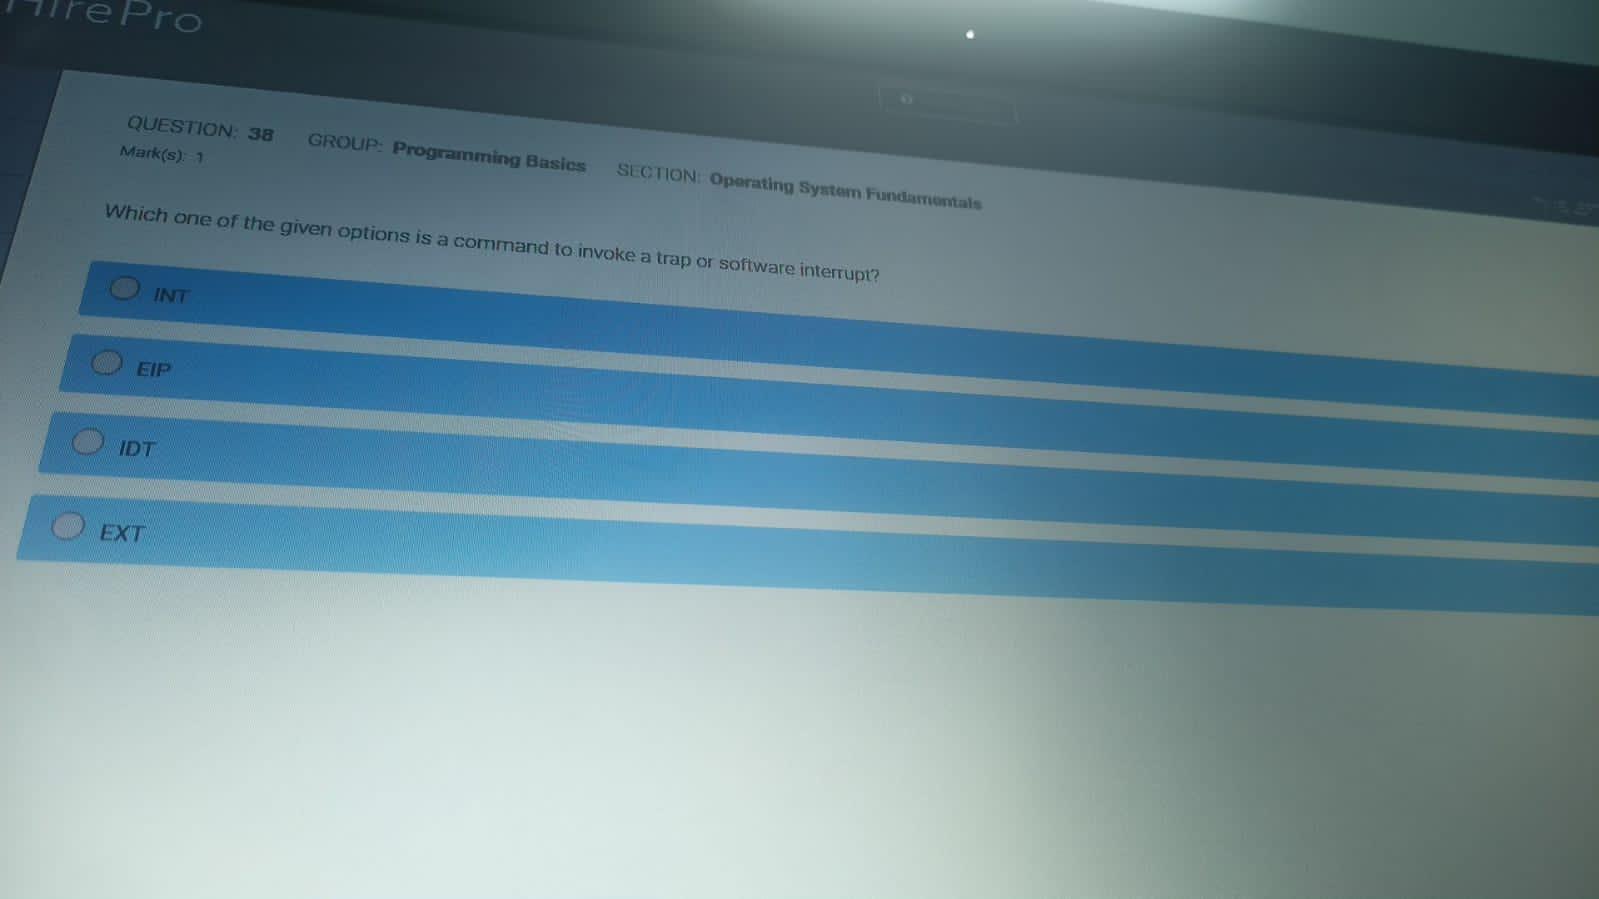 HirePro
QUESTION: 38 GROUP: Programming Basics SECTION: Operating System Fundamentals
Mark(s): 1
Which one of the given options is a command to invoke a trap or software interrupt?
INT
EIP
IDT
EXT